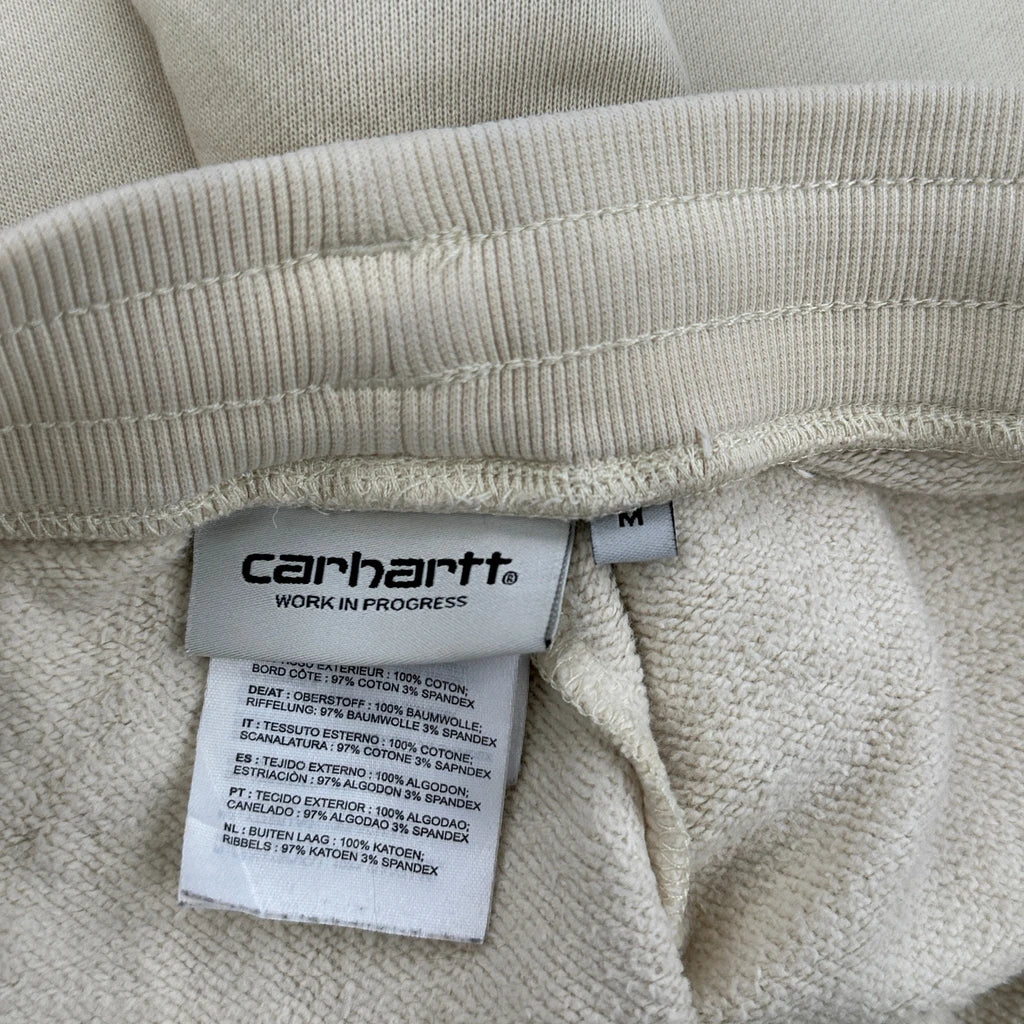 carhartt®
WORK IN PROGRESS
M
EXTERIEUR : 100% COTON;
BORD CÔTE : 97% COTON 3% SPANDEX
DE/AT : OBERSTOFF : 100% BAUMWOLLE;
RIFFELUNG: 97% BAUMWOLLE 3% SPANDEX
IT : TESSUTO ESTERNO : 100% COTONE;
SCANALATURA : 97% COTONE 3% SAPNDEX
ES : TEJIDO EXTERNO : 100% ALGODON;
ESTRIACIÓN : 97% ALGODON 3% SPANDEX
PT : TECIDO EXTERIOR : 100% ALGODAO;
CANELADO : 97% ALGODAO 3% SPANDEX
NL : BUITEN LAAG : 100% KATOEN;
RIBBELS : 97% KATOEN 3% SPANDEX